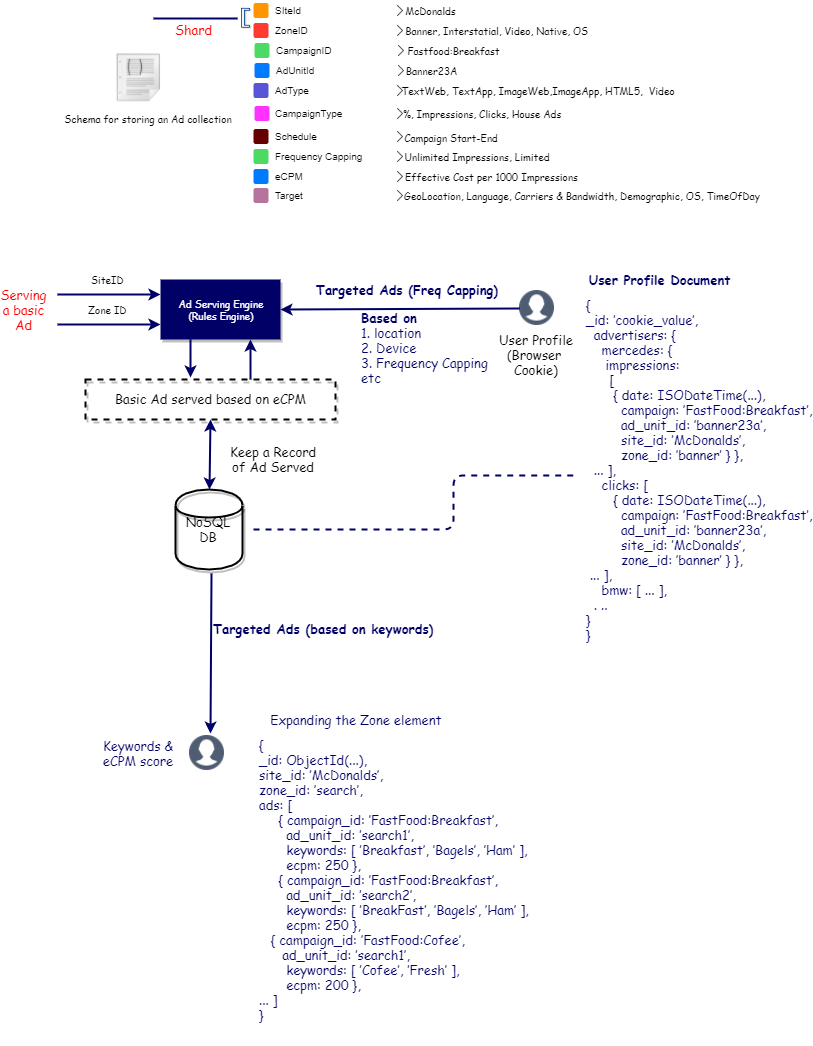 SIteId
>McDonalds
Shard
ZoneID
>Banner, Interstatial, Video, Native, OS
CampaignID
> Fastfood:Breakfast
AdUnitId
>Banner23A
AdType
>TextWeb, TextApp, ImageWeb,ImageApp, HTML5, Video
Schema for storing an Ad collection
CampaignType
>%, Impressions, Clicks, House Ads
Schedule
>Campaign Start-End
Frequency Capping
>Unlimited Impressions, Limited
eCPM
>Effective Cost per 1000 Impressions
Target
>GeoLocation, Language, Carriers & Bandwidth, Demographic, OS, TimeOfDay
Serving
a basic
Ad
SiteID
Zone ID
Ad Serving Engine
(Rules Engine)
Targeted Ads (Freq Capping)
Based on
1. location
2. Device
3. Frequency Capping
etc
User Profile
(Browser
Cookie)
Basic Ad served based on eCPM
Keep a Record
of Ad Served
NoSQL
DB
User Profile Document
{
_id: 'cookie_value',
advertisers: {
mercedes: {
impressions:
[
{ date: ISODateTime(...),
campaign: 'FastFood:Breakfast',
ad_unit_id: 'banner23a',
site_id: 'McDonalds',
zone_id: 'banner' } },
... ],
clicks: [
{ date: ISODateTime(...),
campaign: 'FastFood:Breakfast',
ad_unit_id: 'banner23a',
site_id: 'McDonalds',
zone_id: 'banner' } },
... ],
bmw: [ ... ],
. ..
}
}
Targeted Ads (based on keywords)
Keywords &
eCPM score
Expanding the Zone element
{
_id: ObjectId(...),
site_id: 'McDonalds',
zone_id: 'search',
ads: [
{ campaign_id: 'FastFood:Breakfast',
ad_unit_id: 'search1',
keywords: [ 'Breakfast', 'Bagels', 'Ham' ],
ecpm: 250 },
{ campaign_id: 'FastFood:Breakfast',
ad_unit_id: 'search2',
keywords: [ 'BreakFast', 'Bagels', 'Ham' ],
ecpm: 250 },
{ campaign_id: 'FastFood:Cofee',
ad_unit_id: 'search1',
keywords: [ 'Cofee', 'Fresh' ],
ecpm: 200 },
... ]
}